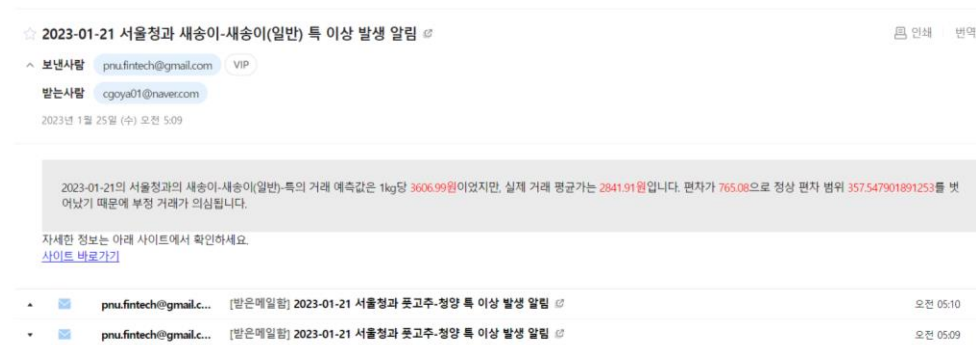 2023-01-21 서울청과 새송이-새송이(일반) 특 이상 발생 알림
인쇄 번역
보낸사람 pnu.fintech@gmail.com VIP
받는사람 cgoya01@naver.com
2023년 1월 25일 (수) 오전 5:09
2023-01-21의 서울청과의 새송이-새송이(일반)-특의 거래 예측값은 1kg당 3606.99원이었지만, 실제 거래 평균가는 2841.91원입니다. 편차가 765.08으로 정상 편차 범위 357.547901891253를 벗
어났기 때문에 부정 거래가 의심됩니다.
자세한 정보는 아래 사이트에서 확인하세요.
사이트 바로가기
pnu.fintech@gmail.c... [받은메일함] 2023-01-21 서울청과 풋고추-청양 특 이상 발생 알림 오전 05:10
pnu.fintech@gmail.c... [받은메일함] 2023-01-21 서울청과 풋고주-청양 특 이상 발생 알림 오전 05:09